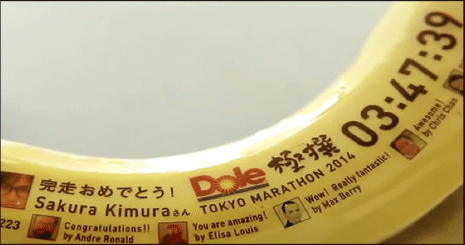 完走おめでとう!
Sakura Kimuraさん
223
Dole 極撰
TOKYO MARATHON 2014
03:47:39
Congratulations!!
by Andre Ronald
You are amazing!
by Elisa Louis
Wow! Really fantastic!
by Max Berry
Awesome!
by Chris Chan